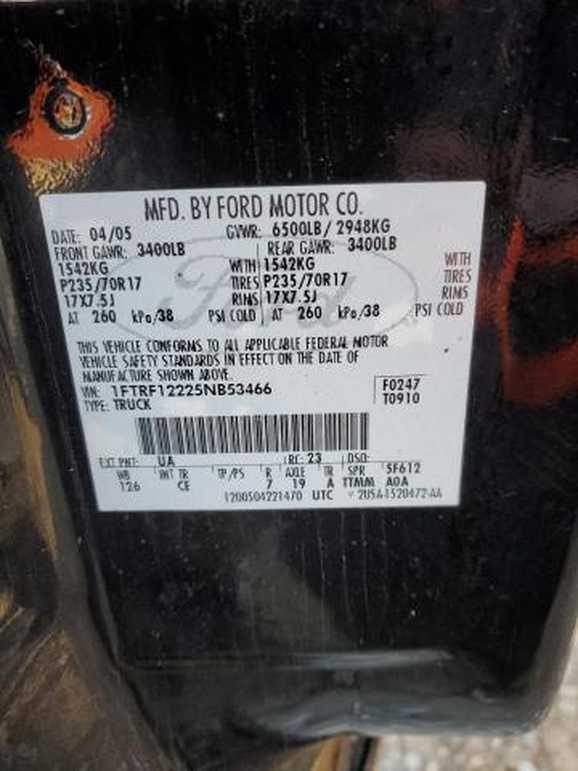 MFD. BY FORD MOTOR CO.
DATE: 04/05 GVWR: 6500LB/ 2948KG
FRONT GAWR: 3400LB REAR GAWR: 3400LB
1542KG WITH 1542KG WITH
P235/70R17 TIRES P235/70R17 TIRES
17X7.5J RIMS 17X7.5J RIMS
AT 260 kPa/38 PSI COLD AT 260 kPa/38 PSI COLD
Ford
THIS VEHICLE CONFORMS TO ALL APPLICABLE FEDERAL MOTOR
VEHICLE SAFETY STANDARDS IN EFFECT ON THE DATE OF
MANUFACTURE SHOWN ABOVE.
VIN: 1FTRF12225NB53466 F0247
TYPE: TRUCK T0910
EXT PNT: UA RC: 23 DSO:
WB INT TR TP/PS R AXLE TR SPR 5F612
126 CE 7 19 A TTMM A0A
1200504221470 UTC 2U5A-1520472-AA